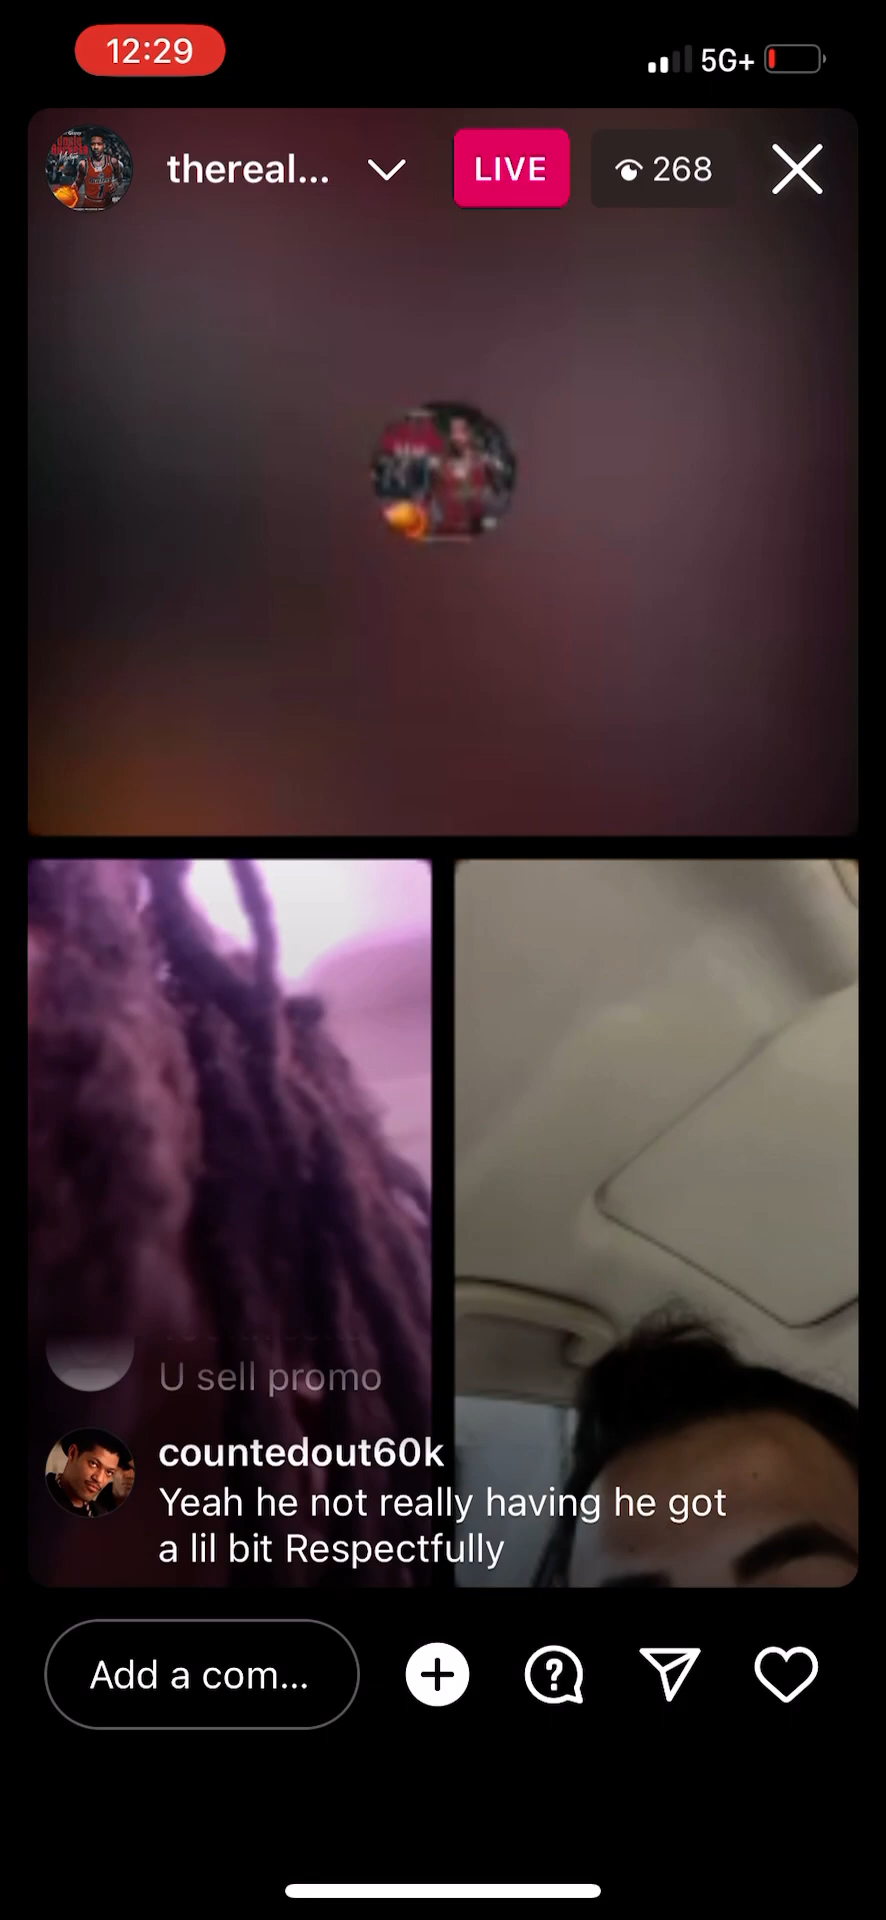 12:29
5G+
thereal...
LIVE
268
U sell promo
countedout60k
Yeah he not really having he got
a lil bit Respectfully
Add a com...